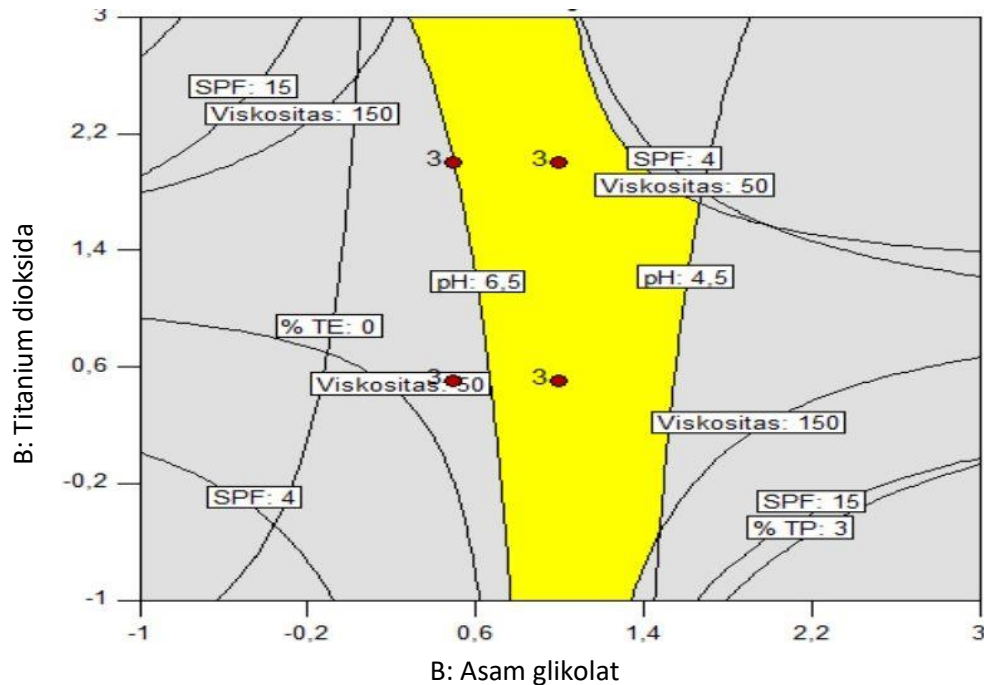 3
SPF: 15
Viskositas: 150
2,2
3
3
SPF: 4
Viskositas: 50
B: Titanium dioksida
1,4
pH: 6,5
pH: 4,5
% TE: 0
0,6
Viskositas: 50
3
3
Viskositas: 150
-0,2
SPF: 4
SPF: 15
% TP: 3
-1
-1
-0,2
0,6
1,4
2,2
3
B: Asam glikolat